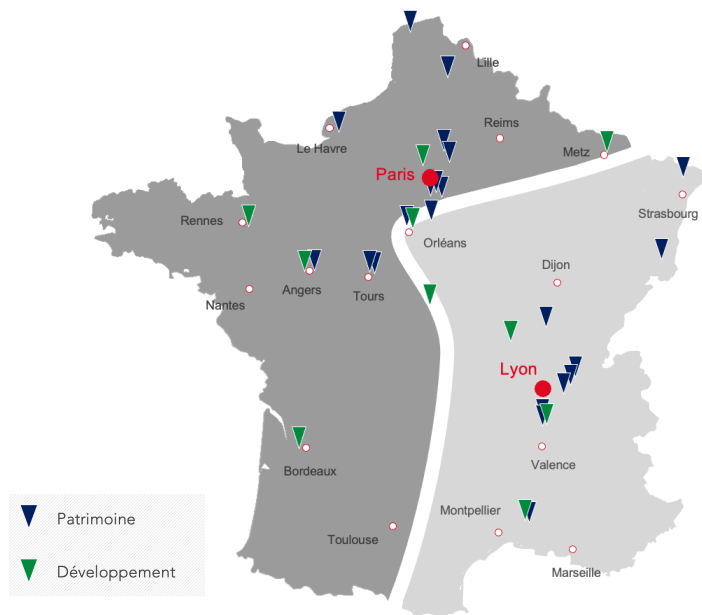 Lille
Reims
Le Havre
Metz
Paris
Strasbourg
Rennes
Orléans
Dijon
Angers
Tours
Nantes
Lyon
Bordeaux
Valence
Montpellier
Patrimoine
Toulouse
Développement
Marseille